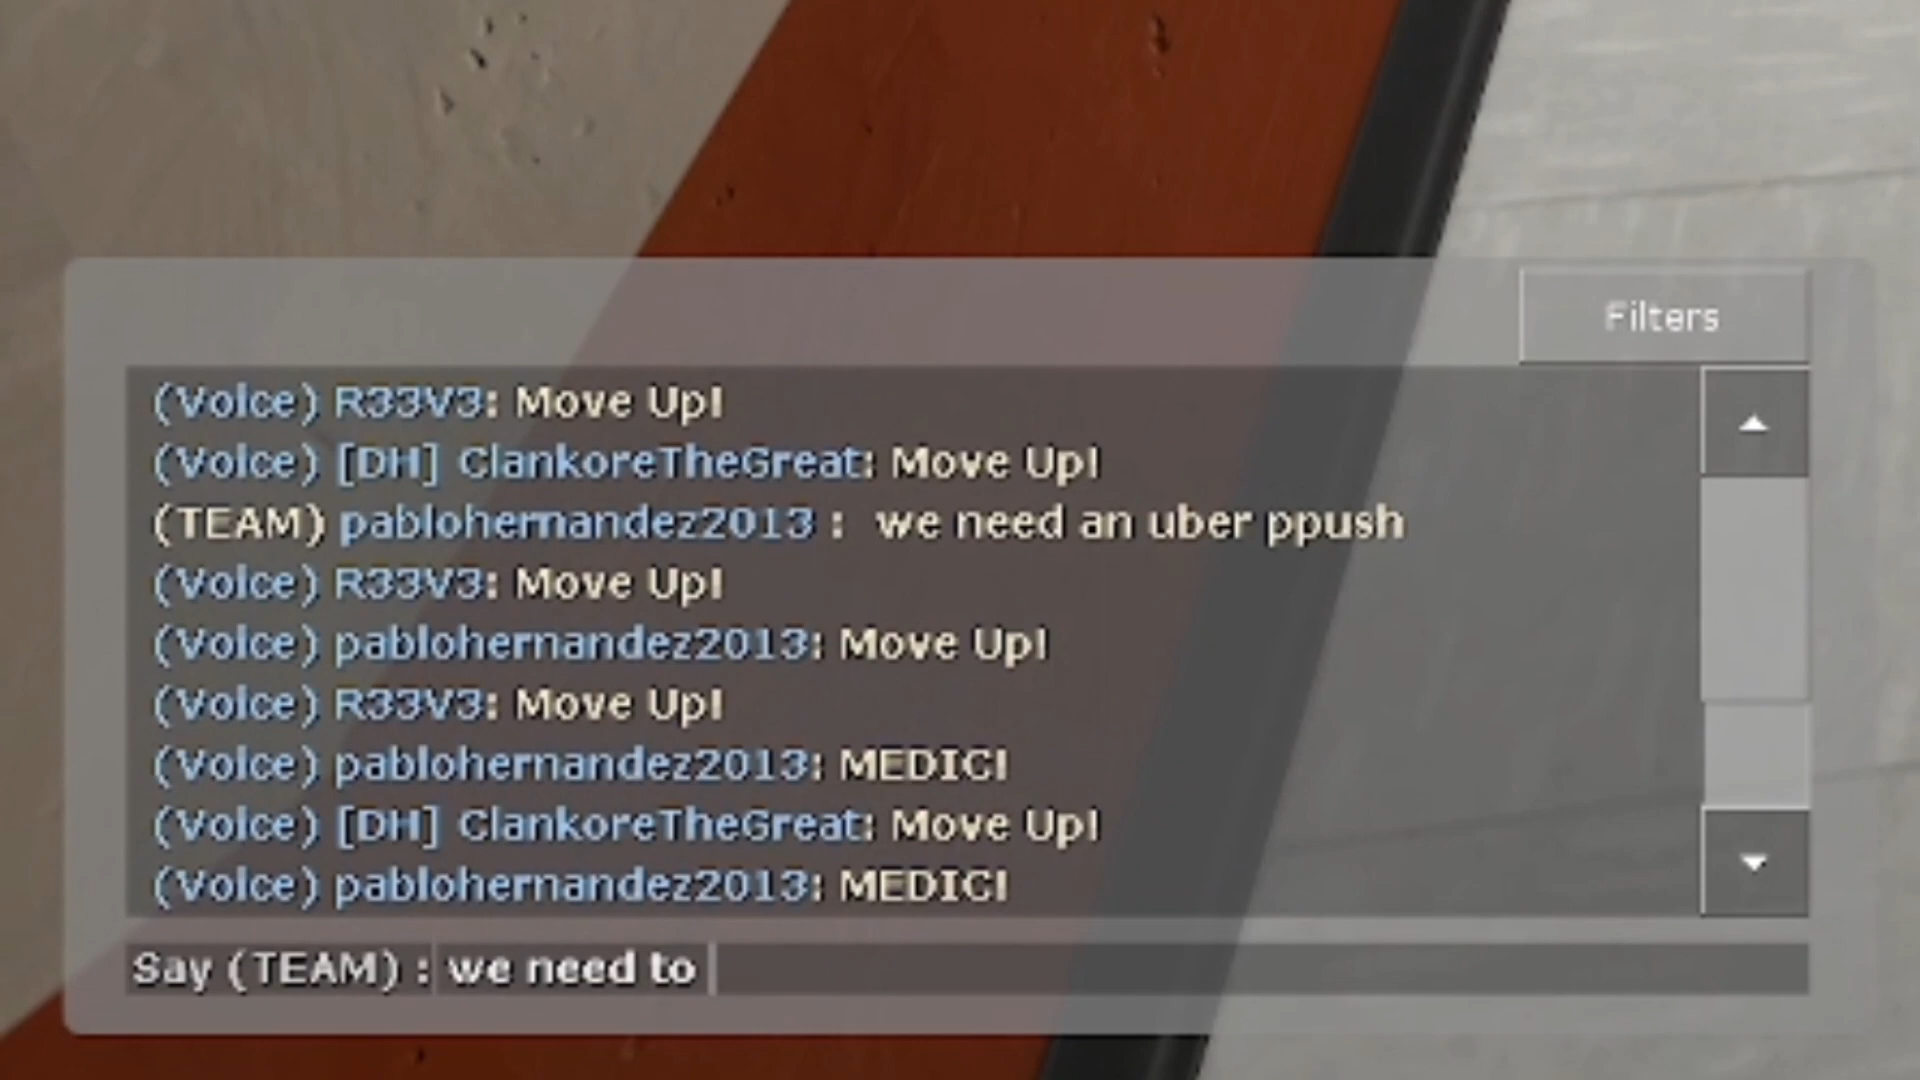 Filters
(Voice) R33V3: Move Up!
(Voice) [DH] ClankoreTheGreat: Move Up!
(TEAM) pablohernandez2013 :  we need an uber ppush
(Voice) R33V3: Move Up!
(Voice) pablohernandez2013: Move Up!
(Voice) R33V3: Move Up!
(Voice) pablohernandez2013: MEDIC!
(Voice) [DH] ClankoreTheGreat: Move Up!
(Voice) pablohernandez2013: MEDIC!
Say (TEAM) : we need to